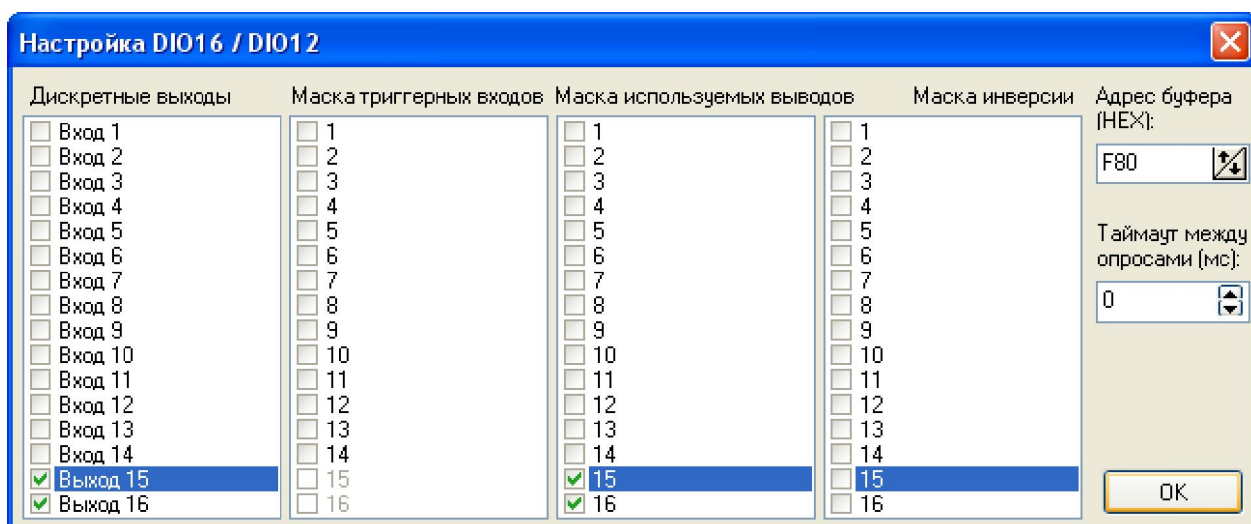 Настройка DIO16 / DIO12
Дискретные выходы Маска триггерных входов Маска используемых выводов Маска инверсии Адрес буфера (HEX):
Вход 1 1 1 1
Вход 2 2 2 2 F80
Вход 3 3 3 3
Вход 4 4 4 4
Вход 5 5 5 5 Таймаут между
Вход 6 6 6 6 опросами (мс):
Вход 7 7 7 7
Вход 8 8 8 8 0
Вход 9 9 9 9
Вход 10 10 10 10
Вход 11 11 11 11
Вход 12 12 12 12
Вход 13 13 13 13
Вход 14 14 14 14
Выход 15 15 15 15 OK
Выход 16 16 16 16